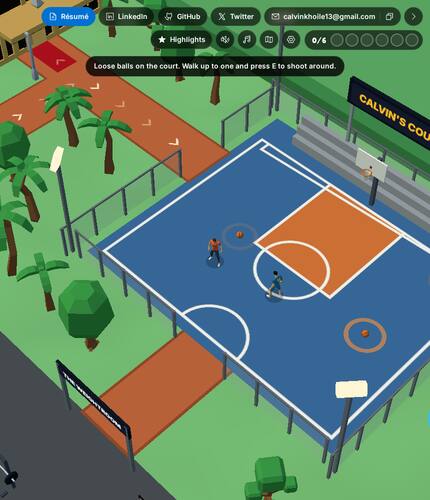 Résumé LinkedIn GitHub Twitter calvinkhoile13@gmail.com
Highlights 0/6
Loose balls on the court. Walk up to one and press E to shoot around.
CALVIN'S COU